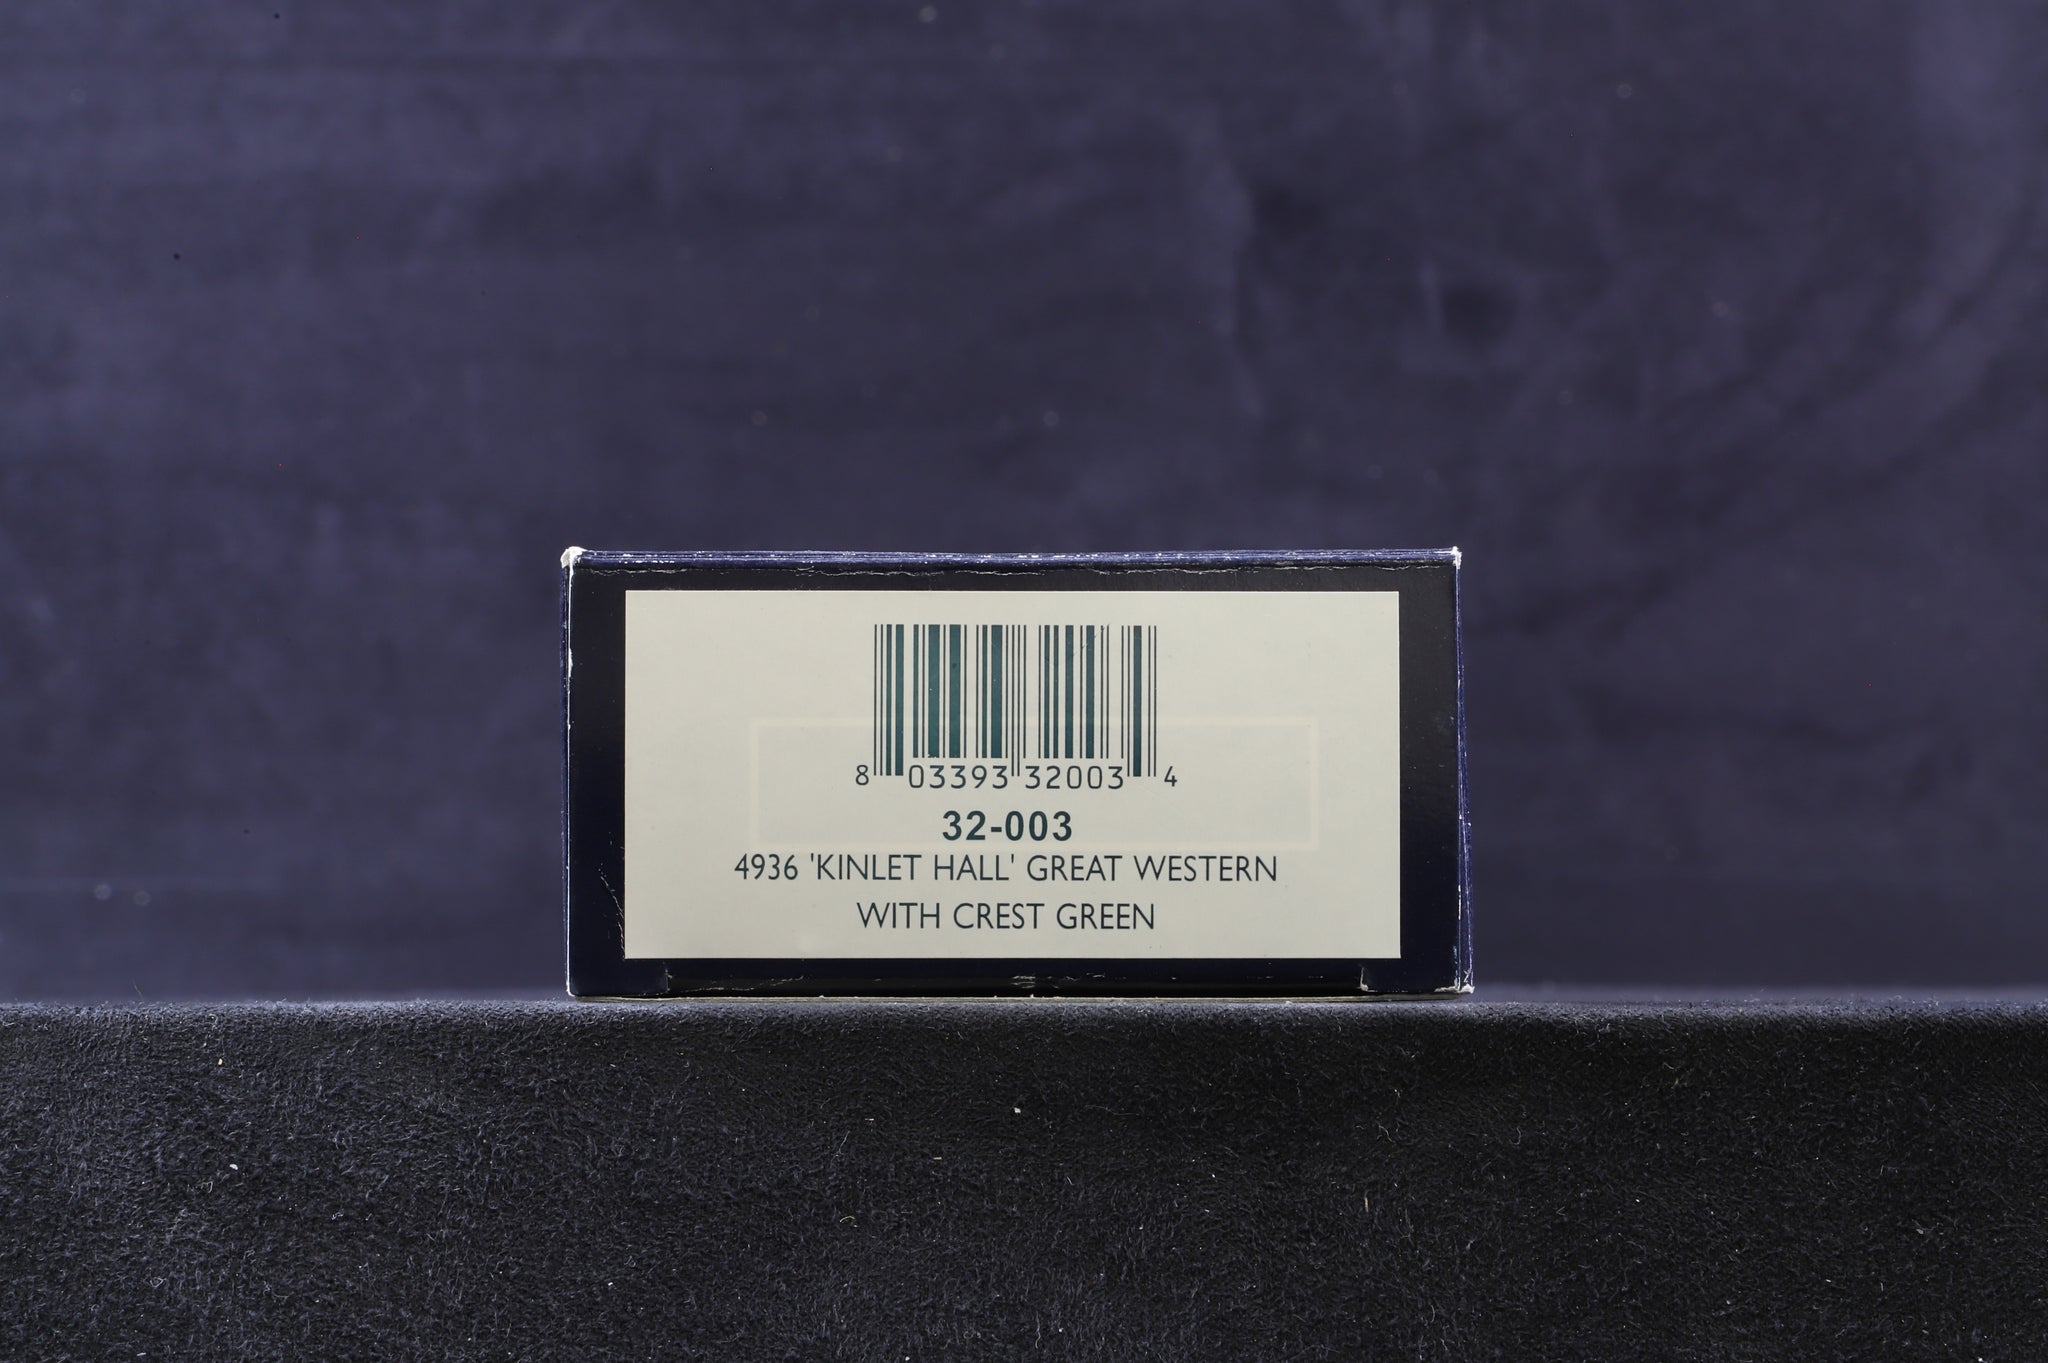 8 03393 32003 4
32-003
4936 'KINLET HALL' GREAT WESTERN
WITH CREST GREEN